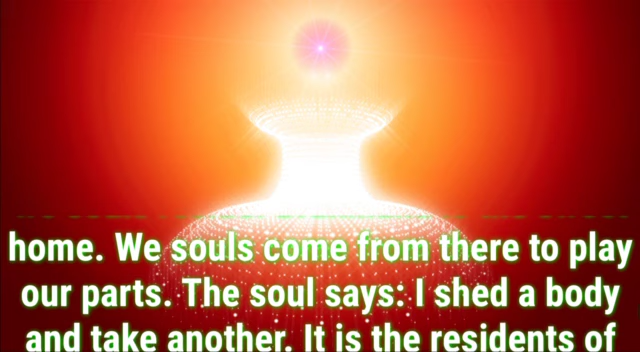 home. We souls come from there to play
our parts. The soul says: I shed a body
and take another. It is the residents of